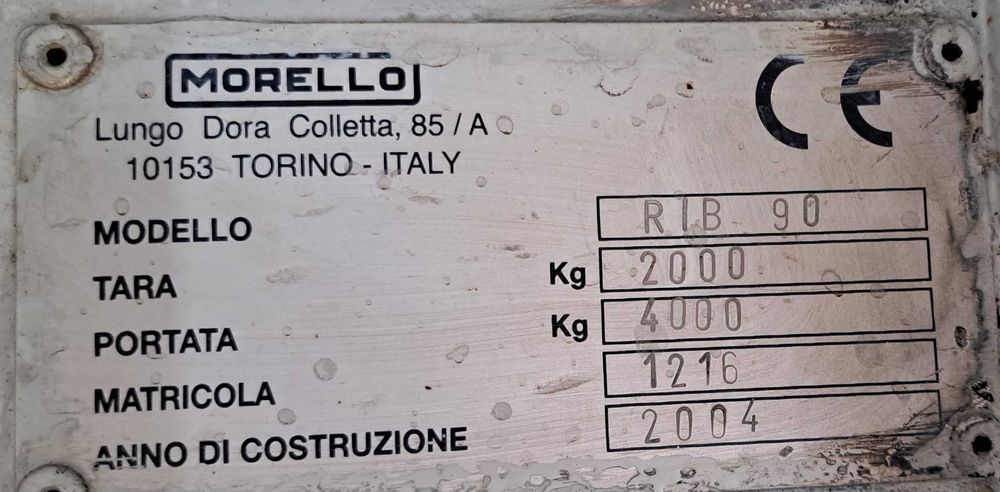 MORELLO
CE
Lungo Dora Colletta, 85 / A
10153 TORINO - ITALY
MODELLO RIB 90
TARA Kg 2000
PORTATA Kg 4000
MATRICOLA 1216
ANNO DI COSTRUZIONE 2004